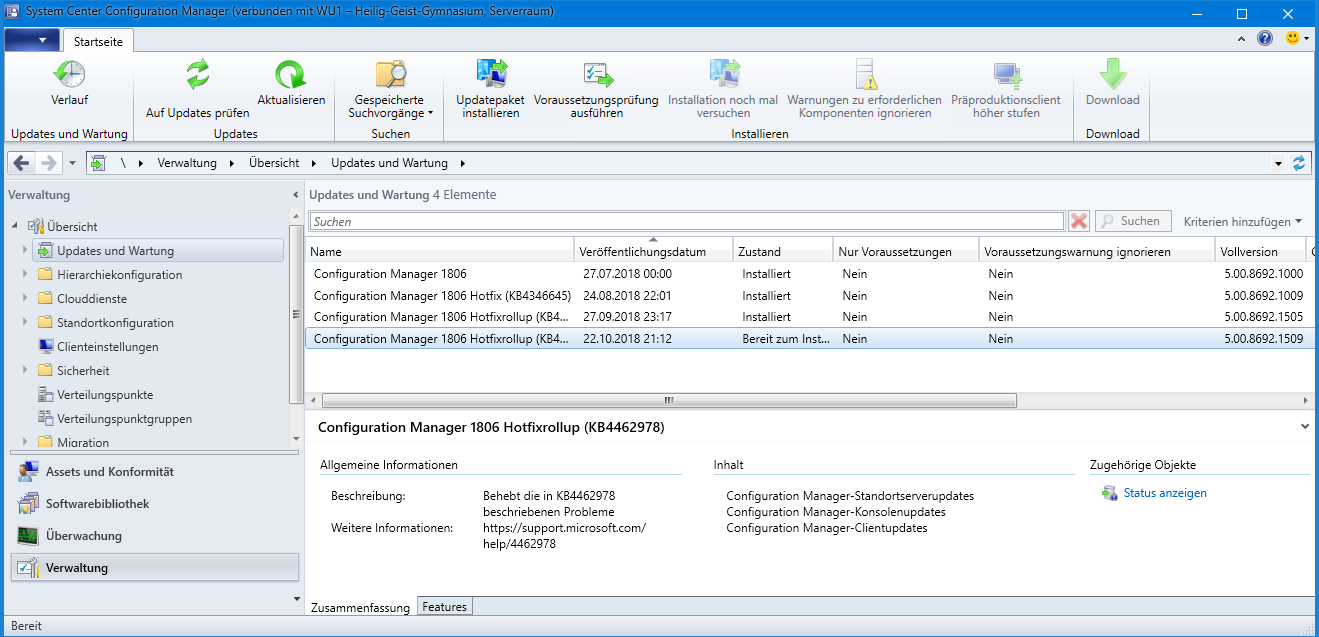 System Center Configuration Manager (verbunden mit WU1 – Heilig-Geist-Gymnasium, Serverraum)
Startseite
Verlauf
Auf Updates prüfen
Aktualisieren
Gespeicherte
Suchvorgänge
Updatepaket
installieren
Voraussetzungsprüfung
ausführen
Installation noch mal
versuchen
Warnungen zu erforderlichen
Komponenten ignorieren
Präproduktionsclient
höher stufen
Download
Updates und Wartung
Updates
Suchen
Installieren
Download
\ Verwaltung Übersicht Updates und Wartung
Verwaltung
Übersicht
Updates und Wartung
Hierarchiekonfiguration
Clouddienste
Standortkonfiguration
Clienteinstellungen
Sicherheit
Verteilungspunkte
Verteilungspunktgruppen
Migration
Assets und Konformität
Softwarebibliothek
Überwachung
Verwaltung
Updates und Wartung 4 Elemente
Suchen
Suchen
Kriterien hinzufügen
Name Veröffentlichungsdatum Zustand Nur Voraussetzungen Voraussetzungswarnung ignorieren Vollversion
Configuration Manager 1806 27.07.2018 00:00 Installiert Nein Nein 5.00.8692.1000
Configuration Manager 1806 Hotfix (KB4346645) 24.08.2018 22:01 Installiert Nein Nein 5.00.8692.1009
Configuration Manager 1806 Hotfixrollup (KB4... 27.09.2018 23:17 Installiert Nein Nein 5.00.8692.1505
Configuration Manager 1806 Hotfixrollup (KB4... 22.10.2018 21:12 Bereit zum Inst... Nein Nein 5.00.8692.1509
Configuration Manager 1806 Hotfixrollup (KB4462978)
Allgemeine Informationen
Beschreibung: Behebt die in KB4462978
beschriebenen Probleme
Weitere Informationen: https://support.microsoft.com/
help/4462978
Inhalt
Configuration Manager-Standortserverupdates
Configuration Manager-Konsolenupdates
Configuration Manager-Clientupdates
Zugehörige Objekte
Status anzeigen
Zusammenfassung Features
Bereit